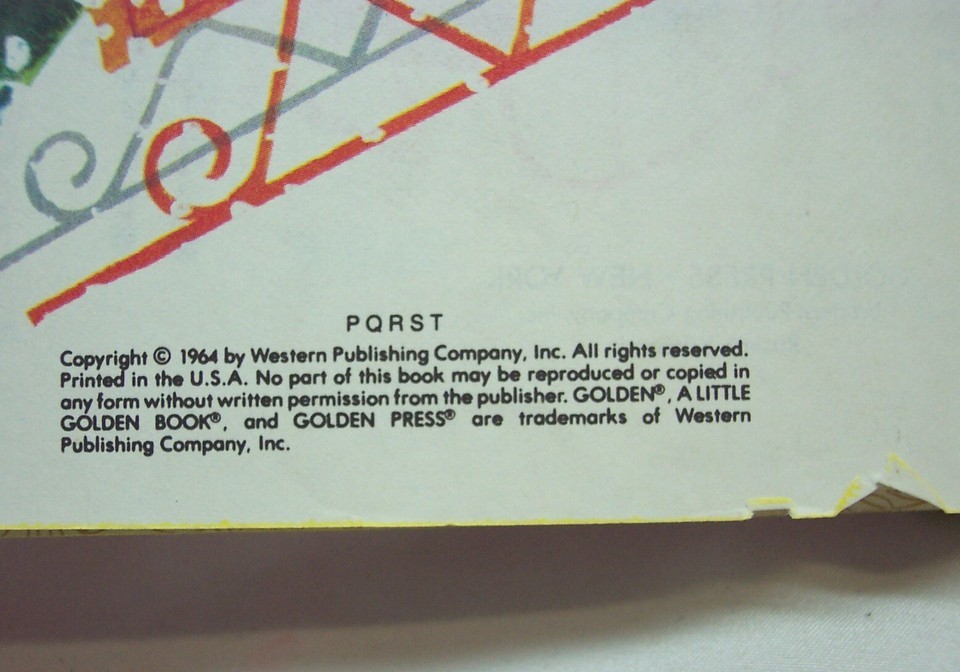 PQRST
Copyright © 1964 by Western Publishing Company, Inc. All rights reserved.
Printed in the U.S.A. No part of this book may be reproduced or copied in
any form without written permission from the publisher. GOLDEN®, A LITTLE
GOLDEN BOOK®, and GOLDEN PRESS® are trademarks of Western
Publishing Company, Inc.